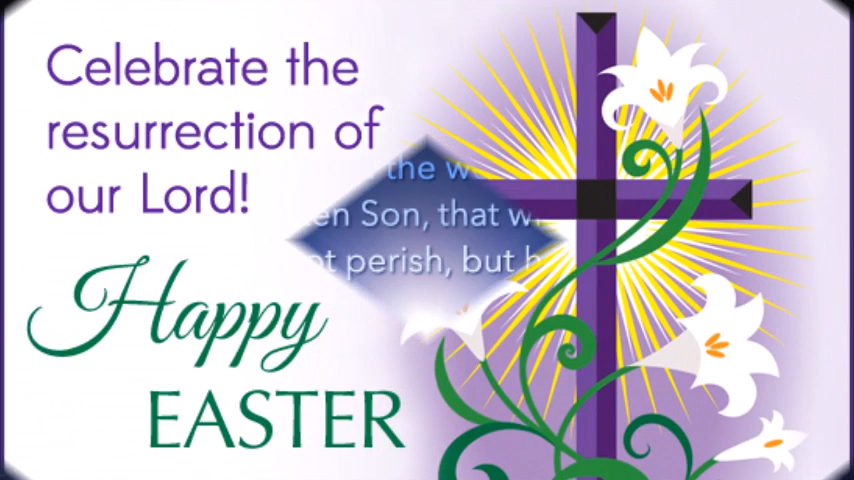 Celebrate the
resurrection of
our Lord!
the
Son, that
perish, but
Happy
EASTER